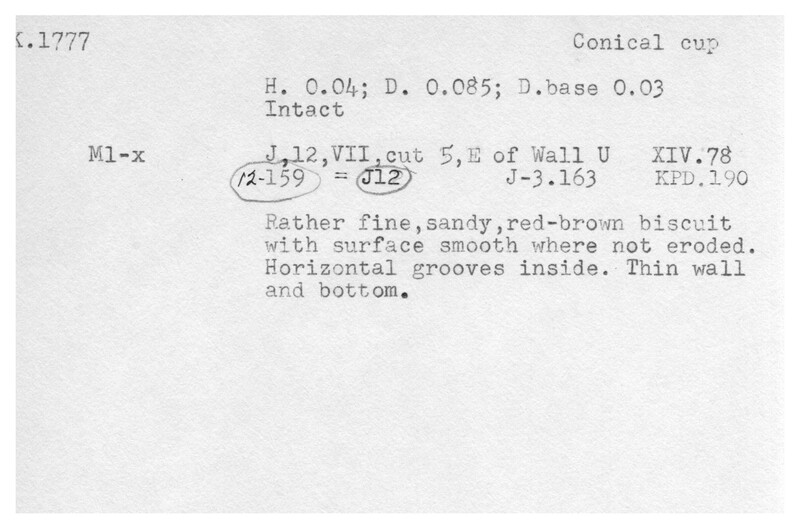 K.1777 Conical cup
H. 0.04; D. 0.085; D.base 0.03
Intact
M1-x J,12,VII,cut 5,E of Wall U XIV.78
12-159 = J12 J-3.163 KPD.190
Rather fine,sandy,red-brown biscuit
with surface smooth where not eroded.
Horizontal grooves inside. Thin wall
and bottom.